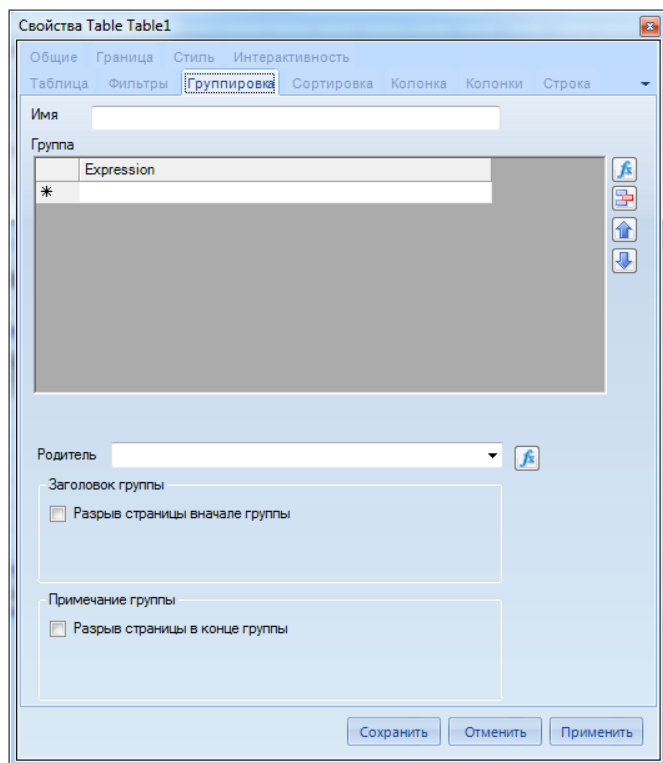 Свойства Table Table1
Общие Граница Стиль Интерактивность
Таблица Фильтры Группировка Сортировка Колонка Колонки Строка
Имя
Группа
Expression
*
Родитель
Заголовок группы
Разрыв страницы вначале группы
Примечание группы
Разрыв страницы в конце группы
Сохранить Отменить Применить